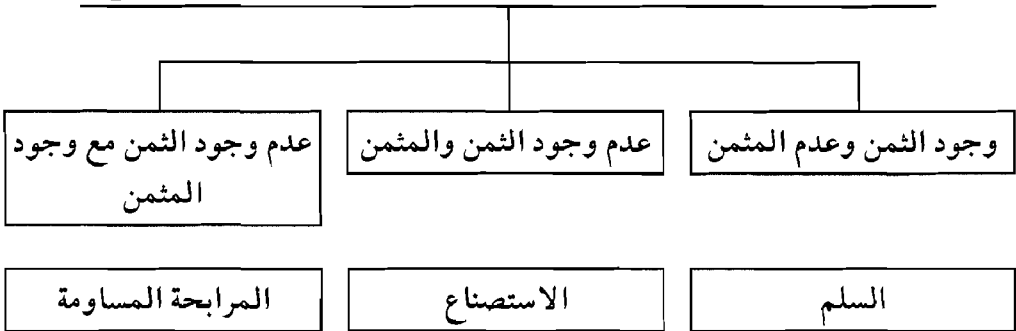 وجود الثمن وعدم المثمن
عدم وجود الثمن والمثمن
عدم وجود الثمن مع وجود
المثمن
السلم
الاستصناع
المرابحة المساومة